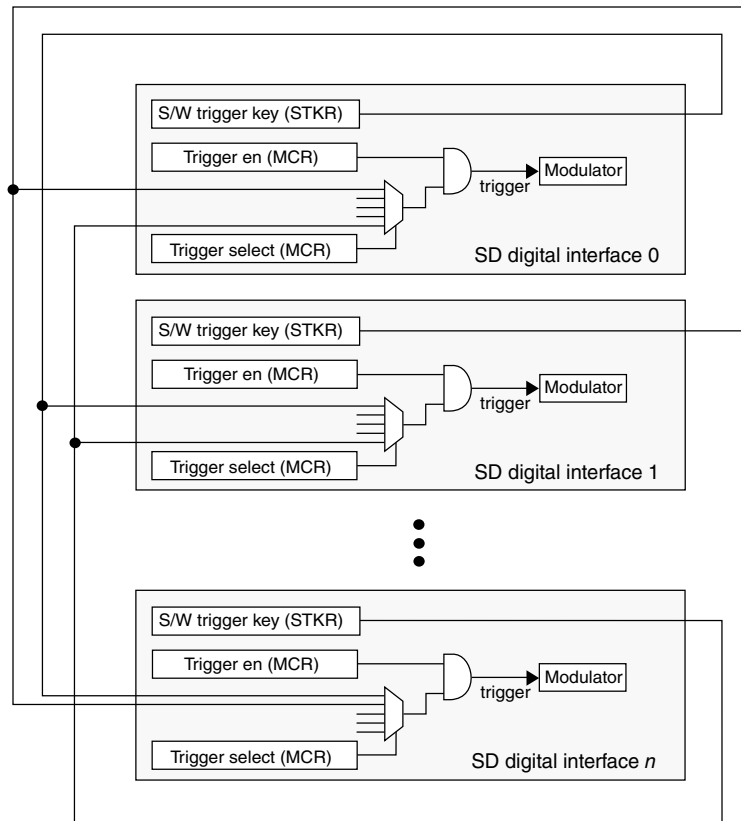 S/W trigger key (STKR)
Trigger en (MCR)
trigger
Modulator
Trigger select (MCR)
SD digital interface 0
S/W trigger key (STKR)
Trigger en (MCR)
trigger
Modulator
Trigger select (MCR)
SD digital interface 1
S/W trigger key (STKR)
Trigger en (MCR)
trigger
Modulator
Trigger select (MCR)
SD digital interface n